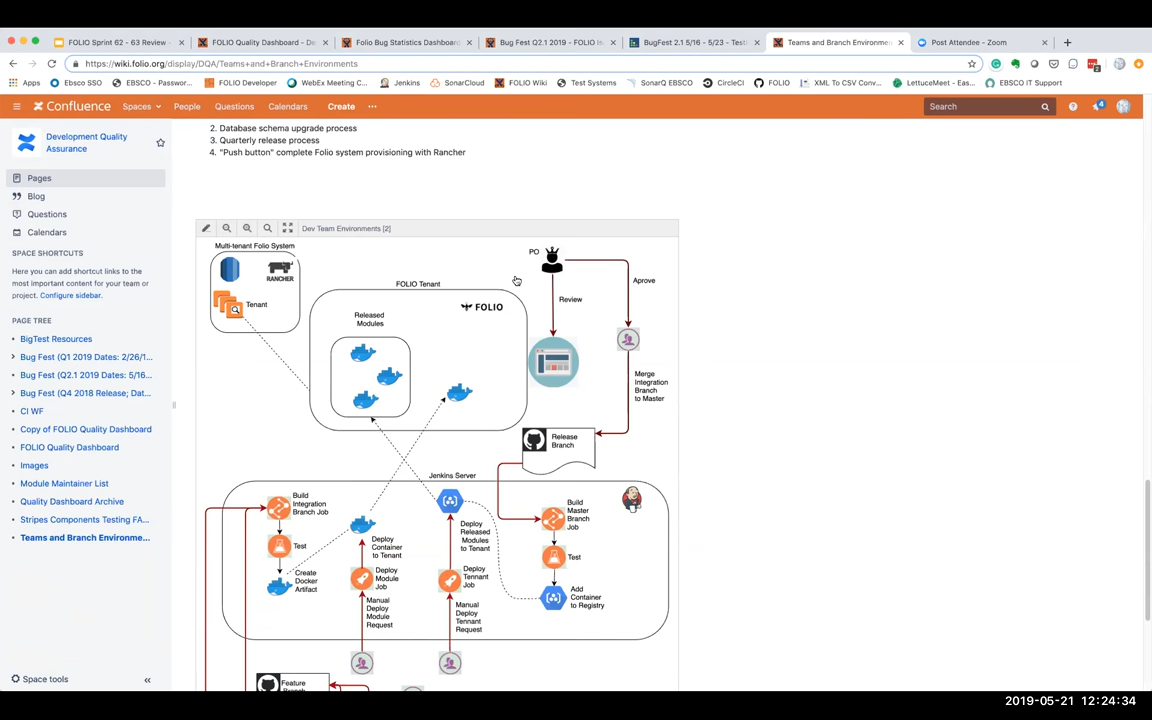 FOLIO Sprint 62 - 63 Review -
FOLIO Quality Dashboard - De
Folio Bug Statistics Dashboard
Bug Fest Q2.1 2019 - FOLIO Is
BugFest 2.1 5/16 - 5/23 - Test
Teams and Branch Environmen
Post Attendee - Zoom
https://wiki.folio.org/display/DQA/Teams+and+Branch+Environments
2
Apps
Ebsco SSO
EBSCO - Passwor...
FOLIO Developer
WebEx Meeting C...
Jenkins
SonarCloud
FOLIO Wiki
Test Systems
SonarQ EBSCO
CircleCI
FOLIO
XML To CSV Conv...
LettuceMeet - Eas...
EBSCO IT Support
Confluence
Spaces
People
Questions
Calendars
Create
Search
4
Development Quality
Assurance
Pages
Blog
Questions
Calendars
SPACE SHORTCUTS
Here you can add shortcut links to the
most important content for your team or
project. Configure sidebar.
PAGE TREE
BigTest Resources
Bug Fest (Q1 2019 Dates: 2/26/1...
Bug Fest (Q2.1 2019 Dates: 5/16...
Bug Fest (Q4 2018 Release; Dat...
CI WF
Copy of FOLIO Quality Dashboard
FOLIO Quality Dashboard
Images
Module Maintainer List
Quality Dashboard Archive
Stripes Components Testing FA...
Teams and Branch Environme...
Space tools
2. Database schema upgrade process
3. Quarterly release process
4. "Push button" complete Folio system provisioning with Rancher
Dev Team Environments [2]
Multi-tenant Folio System
RANCHER
Tenant
FOLIO Tenant
FOLIO
Released
Modules
PO
Review
Aprove
Merge
Integration
Branch
to Master
Release
Branch
Jenkins Server
Build
Integration
Branch Job
Test
Create
Docker
Artifact
Deploy
Container
to Tenant
Deploy
Module
Job
Manual
Deploy
Module
Request
Deploy
Released
Modules
to Tenant
Deploy
Tennant
Job
Manual
Deploy
Tennant
Request
Build
Master
Branch
Job
Test
Add
Container
to Registry
Feature
Branch
2019-05-21 12:24:34